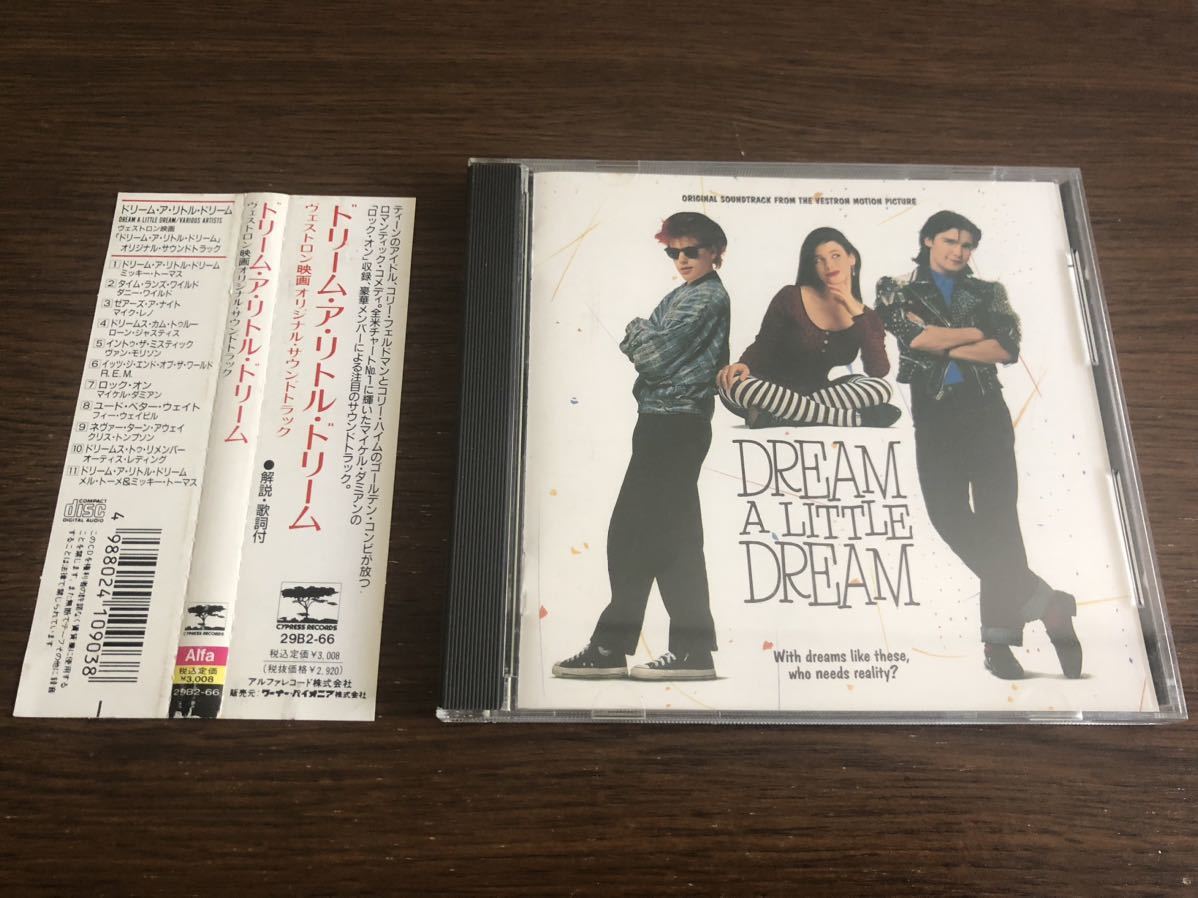 ドリーム・ア・リトル・ドリーム
DREAM A LITTLE DREAM/VARIOUS ARTISTS
ヴェストロン映画
「ドリーム・ア・リトル・ドリーム」
オリジナル・サウンドトラック
1 ドリーム・ア・リトル・ドリーム
ミッキー・トーマス
2 タイム・ランズ・ワイルド
ダニー・ワイルド
3 ゼアーズ・ア・ナイト
マイク・レノ
4 ドリームス・カム・トゥルー
ローン・ジャスティス
5 イントゥ・ザ・ミスティック
ヴァン・モリソン
6 イッツ・ジ・エンド・オブ・ザ・ワールド
R.E.M.
7 ロック・オン
マイケル・ダミアン
8 ユード・ベター・ウェイト
フィー・ウェイビル
9 ネヴァー・ターン・アウェイ
クリス・トンプソン
10 ドリームス・トゥ・リメンバー
オーティス・レディング
11 ドリーム・ア・リトル・ドリーム
メル・トーメ&ミッキー・トーマス
COMPACT
disc
DIGITAL AUDIO
4 988024 109038
ドリーム・ア・リトル・ドリーム
ヴェストロン映画オリジナル・サウンドトラック
CYPRESS RECORDS
Alfa
税込定価
¥3,008
29B2-66
ティーンのアイドル、コリー・フェルドマンとコリー・ハイムのゴールデン・コンビが放つ
ロマンティック・コメディ。全米チャートNo.1に輝いたマイケル・ダミアンの
「ロック・オン」収録、豪華メンバーによる注目のサウンドトラック。
ドリーム・ア・リトル・ドリーム
ヴェストロン映画オリジナル・サウンドトラック
●解説・歌詞付
CYPRESS RECORDS
29B2-66
税込定価¥3,008
(税抜価格¥2,920)
アルファレコード株式会社
販売元:ワーナー・パイオニア株式会社
ORIGINAL SOUNDTRACK FROM THE VESTRON MOTION PICTURE
DREAM
A LITTLE
DREAM
With dreams like these,
who needs reality?